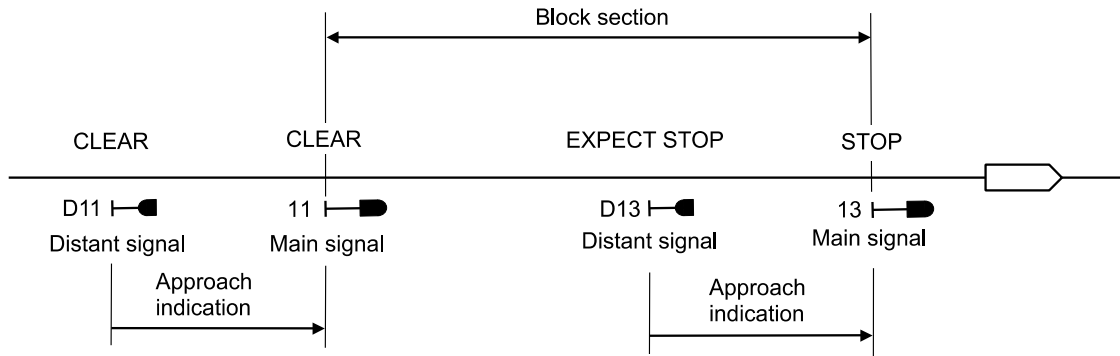 Block section
CLEAR
CLEAR
EXPECT STOP
STOP
D11
11
D13
13
Distant signal
Main signal
Distant signal
Main signal
Approach
indication
Approach
indication